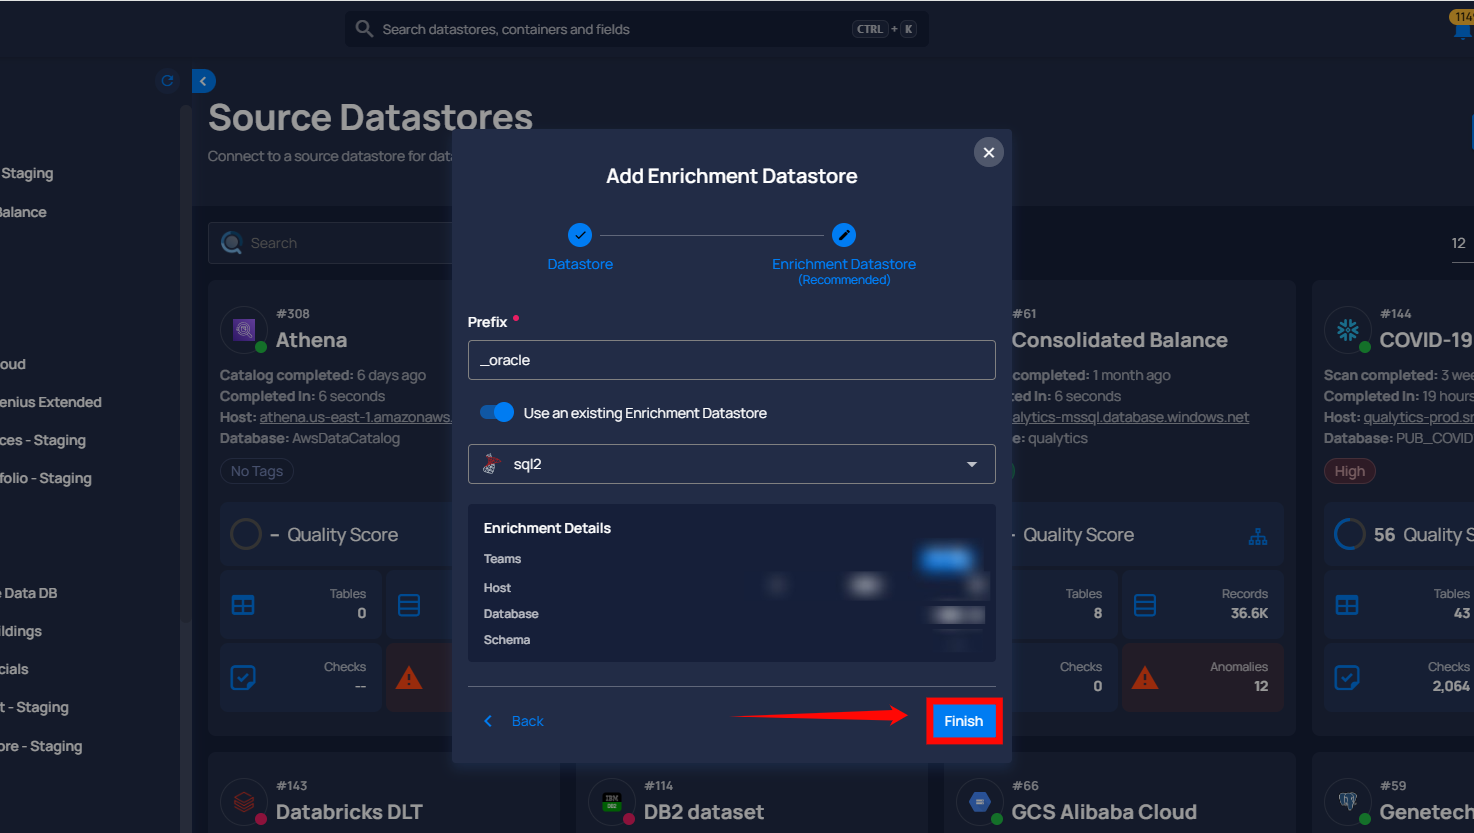 Search datastores, containers and fields
CTRL + K
114
Source Datastores
Connect to a source datastore for
Staging
Balance
oud
enius Extended
ces - Staging
folio - Staging
Data DB
ildings
cials
t - Staging
ore - Staging
Search
12
#308
Athena
Catalog completed: 6 days ago
Completed In: 6 seconds
Host: athena.us-east-1.amazonaws.
Database: AwsDataCatalog
No Tags
– Quality Score
Tables
0
Checks
--
Add Enrichment Datastore
Datastore
Enrichment Datastore
(Recommended)
Prefix
_oracle
Use an existing Enrichment Datastore
sql2
Enrichment Details
Teams
Host
Database
Schema
Back
Finish
#61
Consolidated Balance
completed: 1 month ago
ed In: 6 seconds
alytics-mssql.database.windows.net
e: qualytics
Quality Score
Tables
8
Records
36.6K
Checks
0
Anomalies
12
#144
COVID-19
Scan completed: 3 wee
Completed In: 19 hours
Host: qualytics-prod.sn
Database: PUB_COVID
High
56 Quality S
Tables
43
Checks
2,064
#143
Databricks DLT
#114
IBM
DB2
DB2 dataset
#66
GCS Alibaba Cloud
#59
Genetech